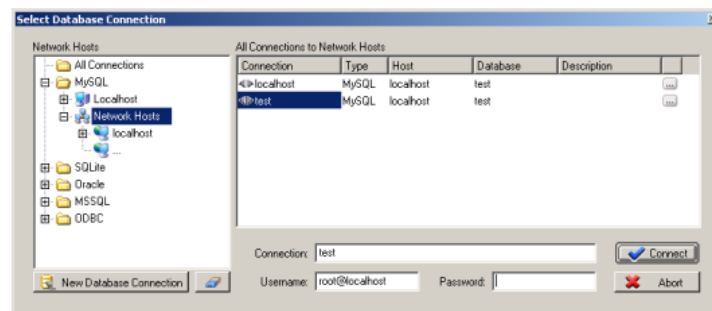 Select Database Connection
Network Hosts
All Connections
MySQL
Localhost
Network Hosts
localhost
...
SQLite
Oracle
MSSQL
ODBC
New Database Connection
All Connections to Network Hosts
Connection Type Host Database Description
localhost MySQL localhost test ...
test MySQL localhost test ...
Connection: test
Connect
Username: root@localhost Password:
Abort